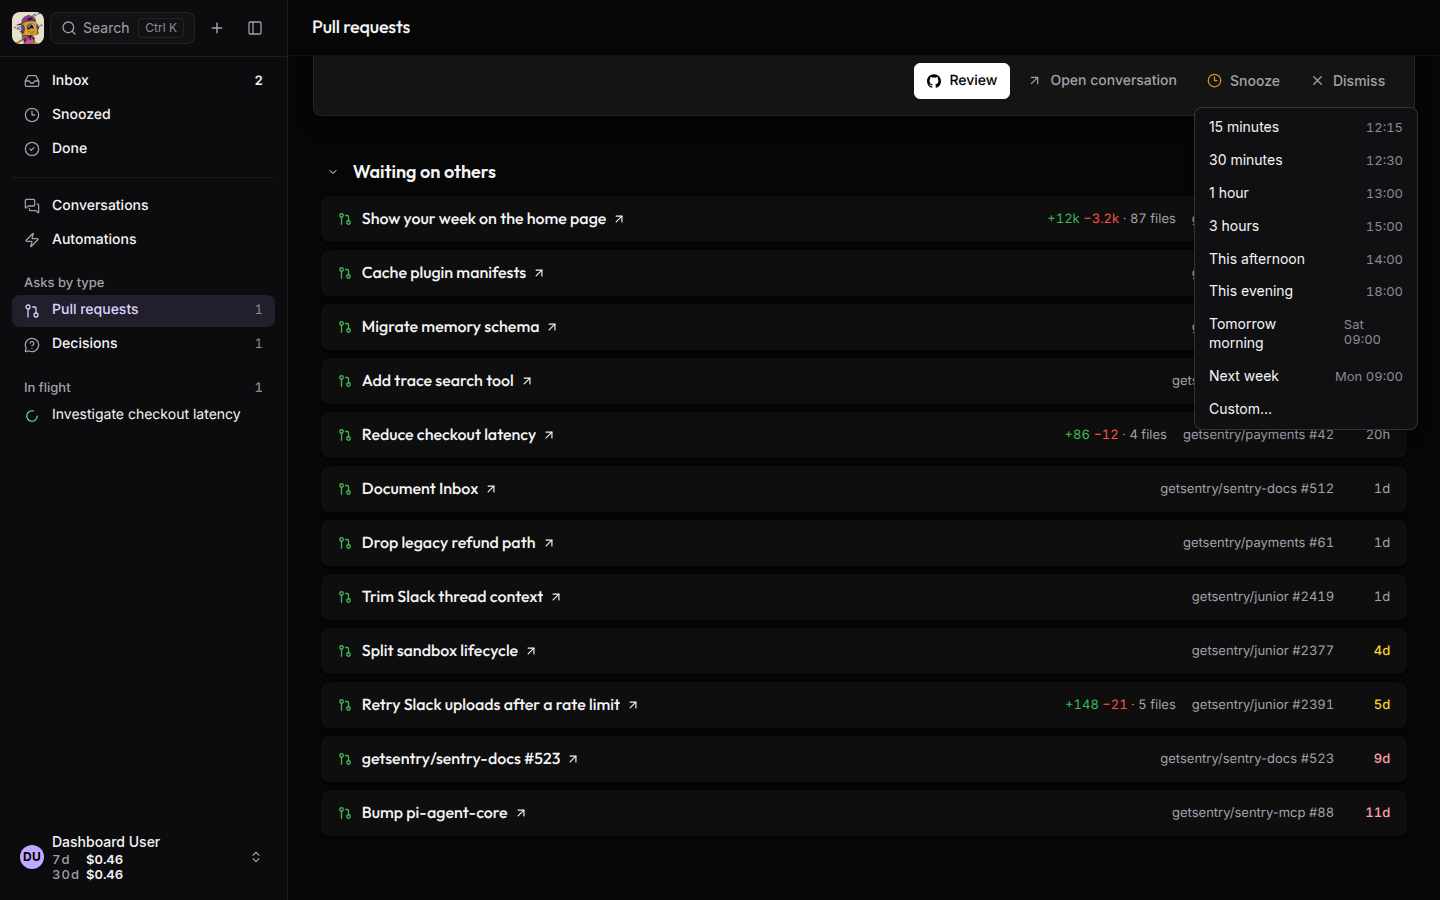 Search Ctrl K
Inbox 2
Snoozed
Done
Conversations
Automations
Asks by type
Pull requests 1
Decisions 1
In flight 1
Investigate checkout latency
DU
Dashboard User
7d $0.46
30d $0.46
Pull requests
Review Open conversation Snooze Dismiss
15 minutes 12:15
30 minutes 12:30
1 hour 13:00
3 hours 15:00
This afternoon 14:00
This evening 18:00
Tomorrow morning Sat 09:00
Next week Mon 09:00
Custom...
Waiting on others
Show your week on the home page +12k −3.2k · 87 files
Cache plugin manifests
Migrate memory schema
Add trace search tool
Reduce checkout latency +86 −12 · 4 files getsentry/payments #42 20h
Document Inbox getsentry/sentry-docs #512 1d
Drop legacy refund path getsentry/payments #61 1d
Trim Slack thread context getsentry/junior #2419 1d
Split sandbox lifecycle getsentry/junior #2377 4d
Retry Slack uploads after a rate limit +148 −21 · 5 files getsentry/junior #2391 5d
getsentry/sentry-docs #523 getsentry/sentry-docs #523 9d
Bump pi-agent-core getsentry/sentry-mcp #88 11d